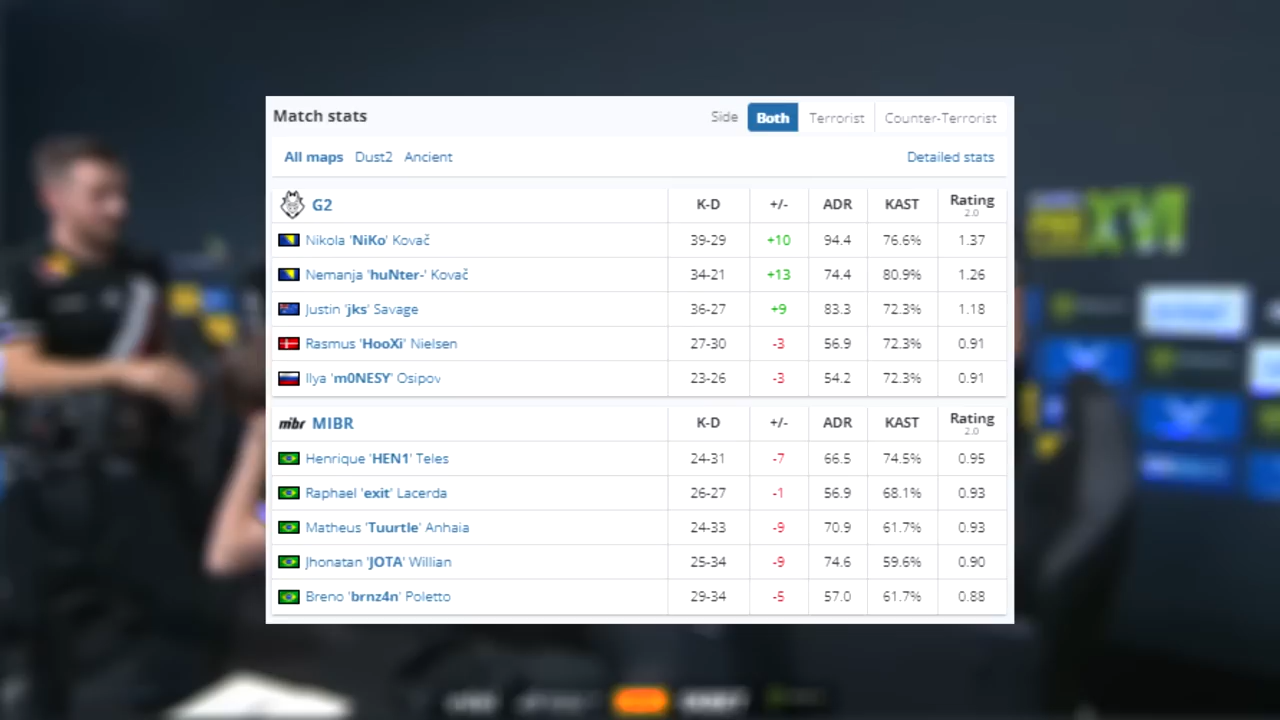 Match stats Side Both Terrorist Counter-Terrorist
All maps Dust2 Ancient Detailed stats
G2 K-D +/- ADR KAST Rating 2.0
Nikola 'NiKo' Kovač 39-29 +10 94.4 76.6% 1.37
Nemanja 'huNter-' Kovač 34-21 +13 74.4 80.9% 1.26
Justin 'jks' Savage 36-27 +9 83.3 72.3% 1.18
Rasmus 'HooXi' Nielsen 27-30 -3 56.9 72.3% 0.91
Ilya 'm0NESY' Osipov 23-26 -3 54.2 72.3% 0.91
mibr MIBR K-D +/- ADR KAST Rating 2.0
Henrique 'HEN1' Teles 24-31 -7 66.5 74.5% 0.95
Raphael 'exit' Lacerda 26-27 -1 56.9 68.1% 0.93
Matheus 'Tuurtle' Anhaia 24-33 -9 70.9 61.7% 0.93
Jhonatan 'JOTA' Willian 25-34 -9 74.6 59.6% 0.90
Breno 'brnz4n' Poletto 29-34 -5 57.0 61.7% 0.88
XVI